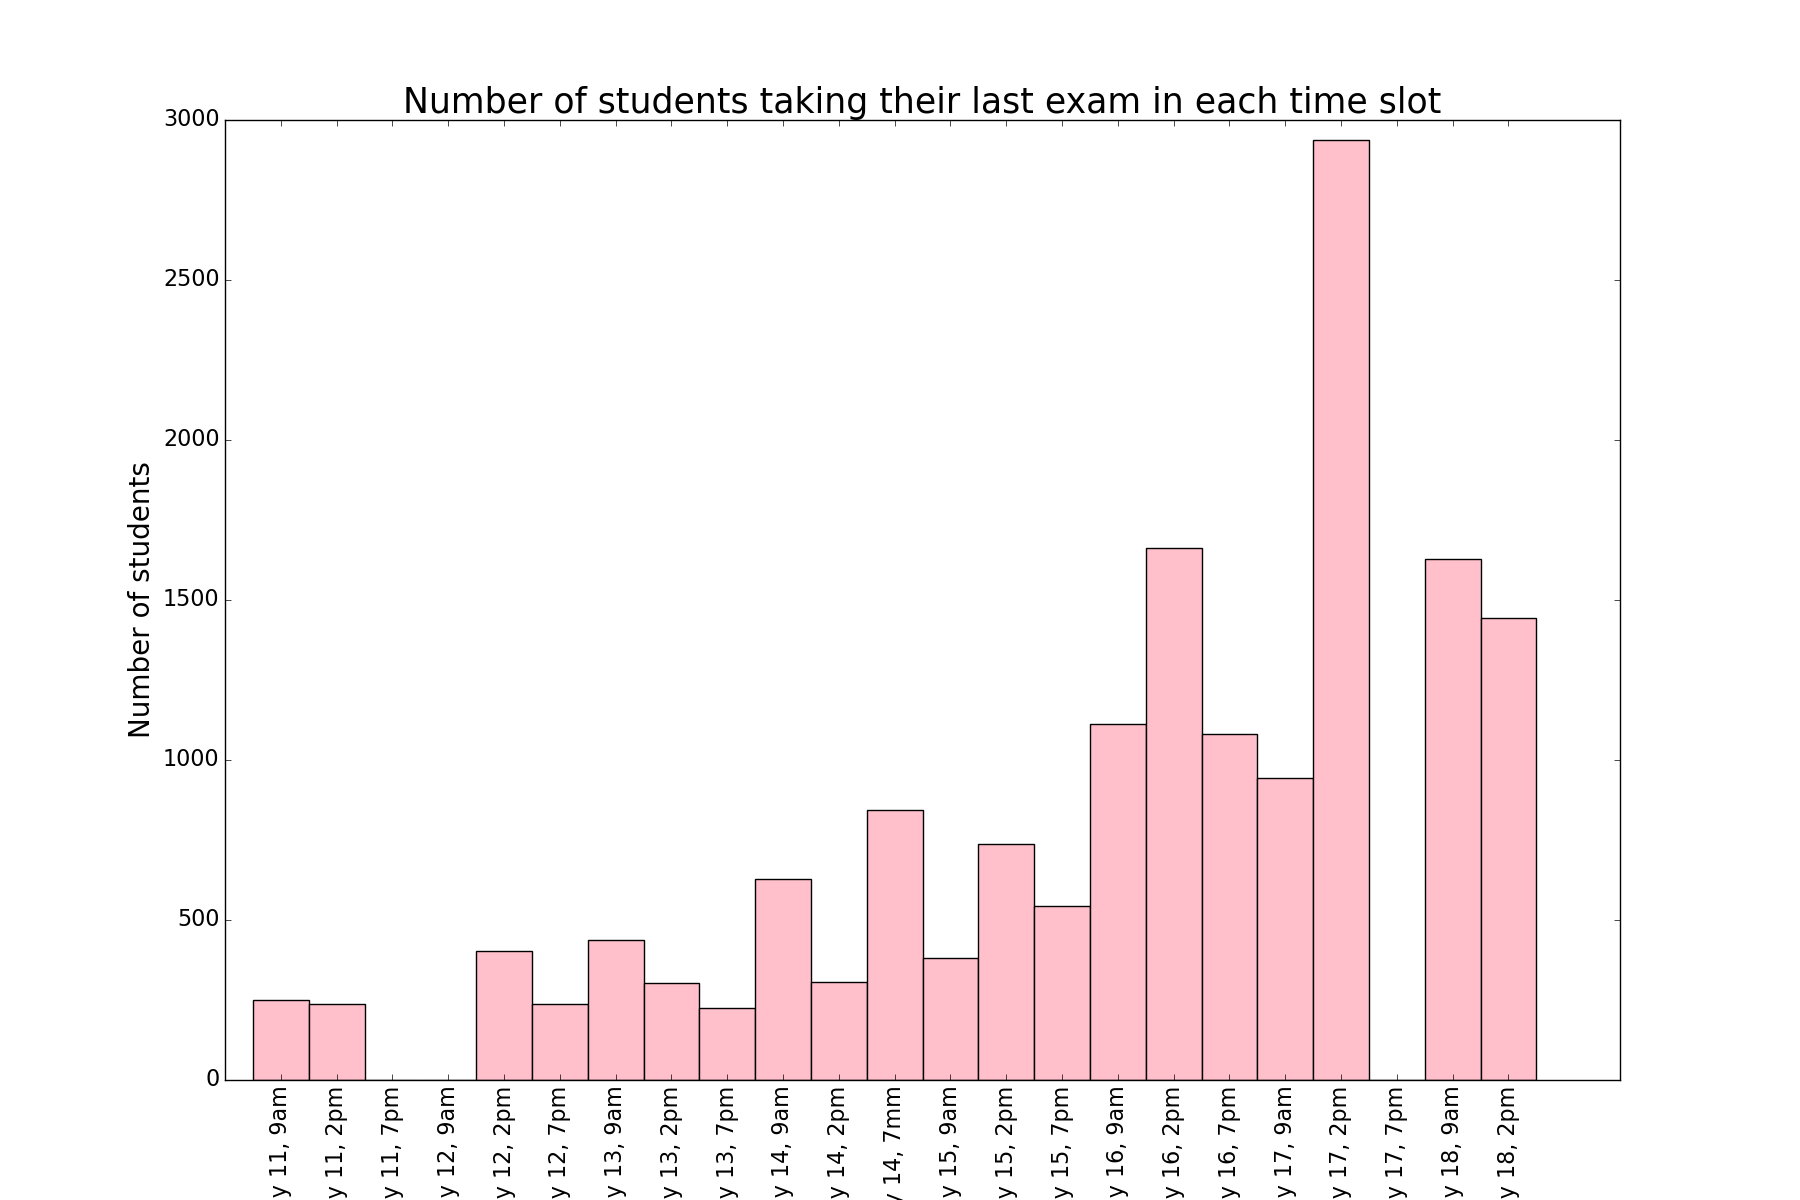 Number of students taking their last exam in each time slot
3000
2500
2000
1500
1000
500
0
Number of students
y 11, 9am
y 11, 2pm
y 11, 7pm
y 12, 9am
y 12, 2pm
y 12, 7pm
y 13, 9am
y 13, 2pm
y 13, 7pm
y 14, 9am
y 14, 2pm
y 14, 7mm
y 15, 9am
y 15, 2pm
y 15, 7pm
y 16, 9am
y 16, 2pm
y 16, 7pm
y 17, 9am
y 17, 2pm
y 17, 7pm
y 18, 9am
y 18, 2pm